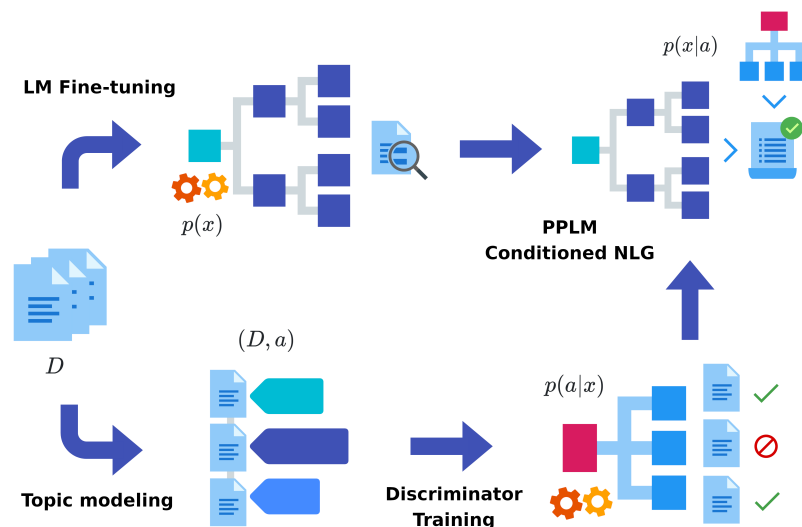 p(x|a)
LM Fine-tuning
p(x)
PPLM
Conditioned NLG
D
(D, a)
p(a|x)
Topic modeling
Discriminator
Training